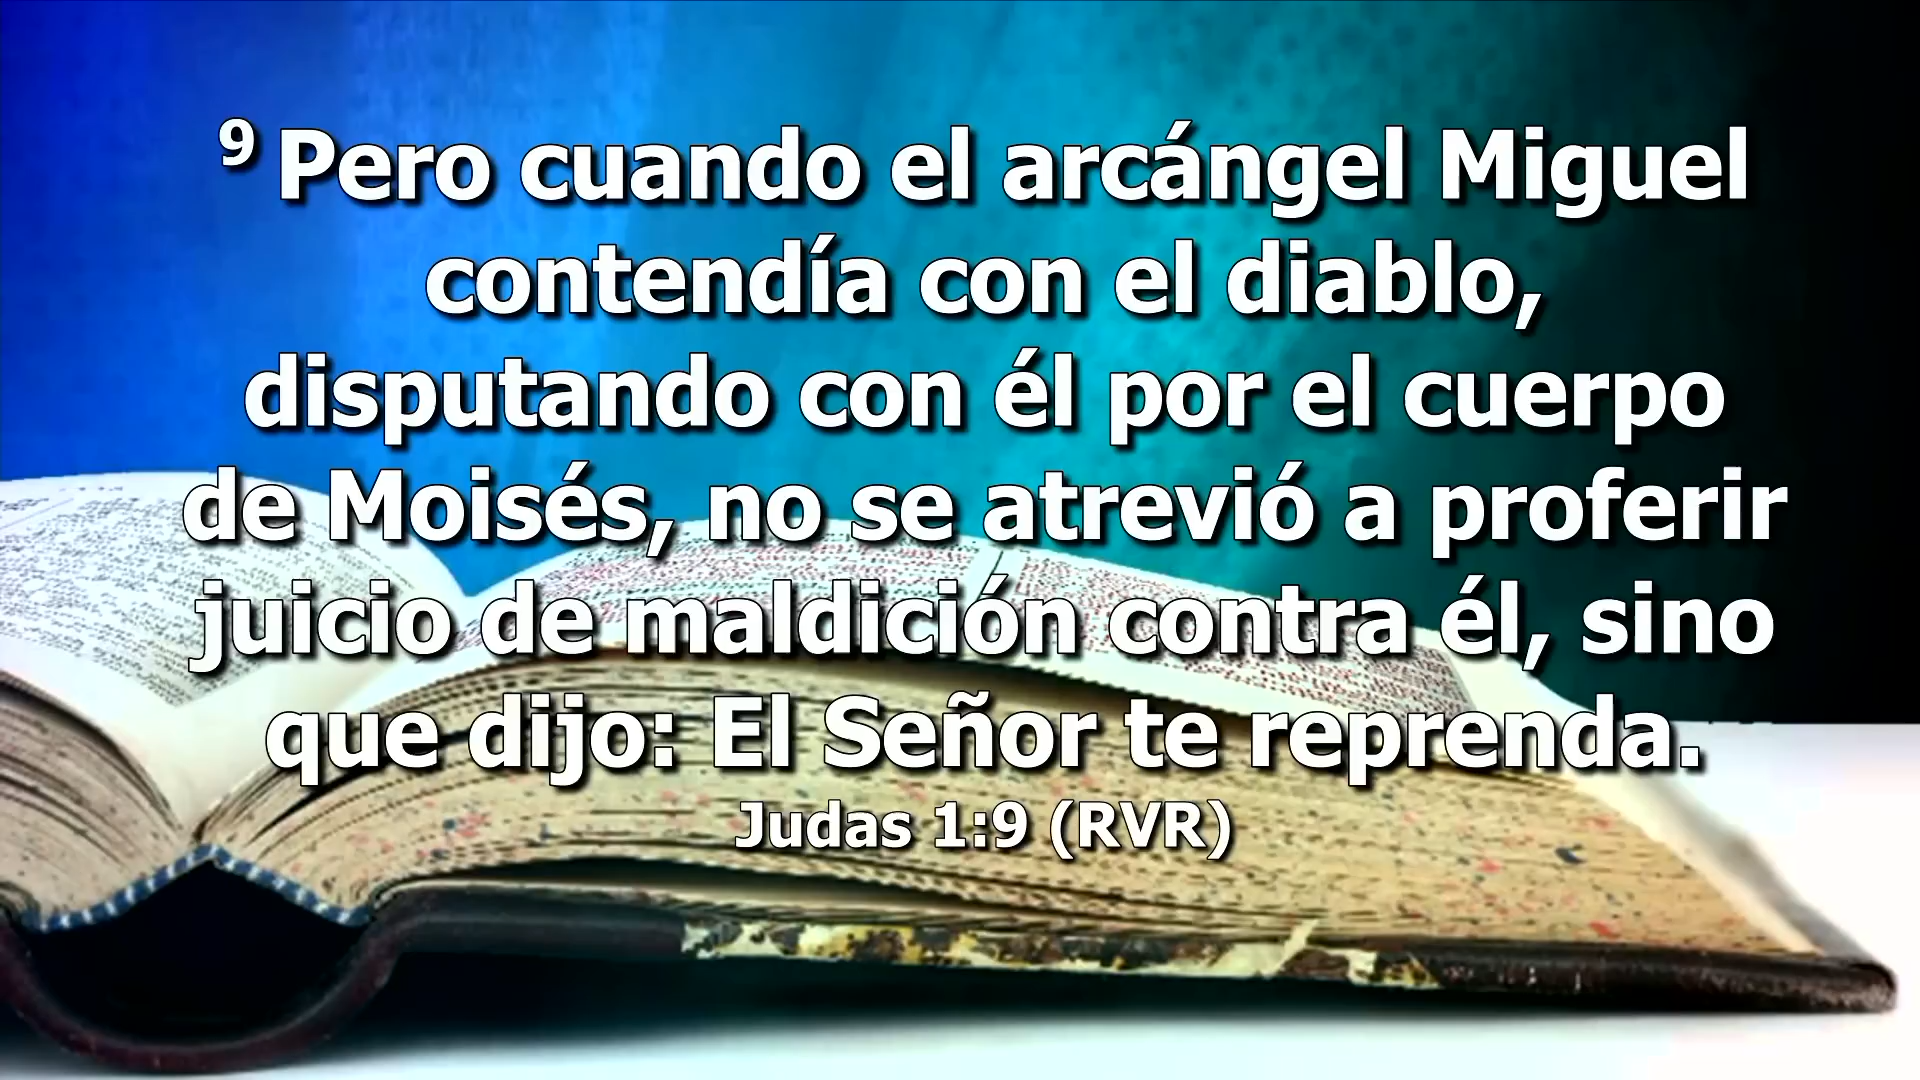 9 Pero cuando el arcángel Miguel
contendía con el diablo,
disputando con él por el cuerpo
de Moisés, no se atrevió a proferir
juicio de maldición contra él, sino
que dijo: El Señor te reprenda.
Judas 1:9 (RVR)